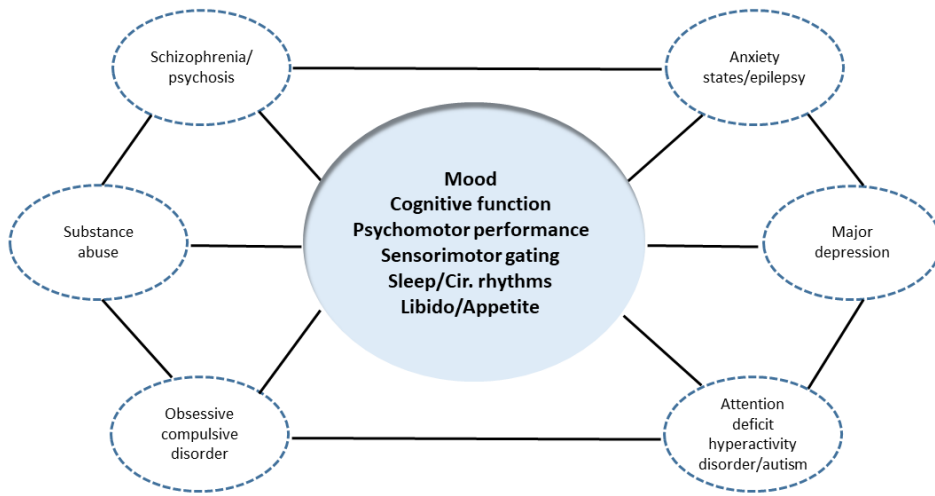 Schizophrenia/
psychosis
Anxiety
states/epilepsy
Mood
Cognitive function
Psychomotor performance
Sensorimotor gating
Sleep/Cir. rhythms
Libido/Appetite
Substance
abuse
Major
depression
Obsessive
compulsive
disorder
Attention
deficit
hyperactivity
disorder/autism